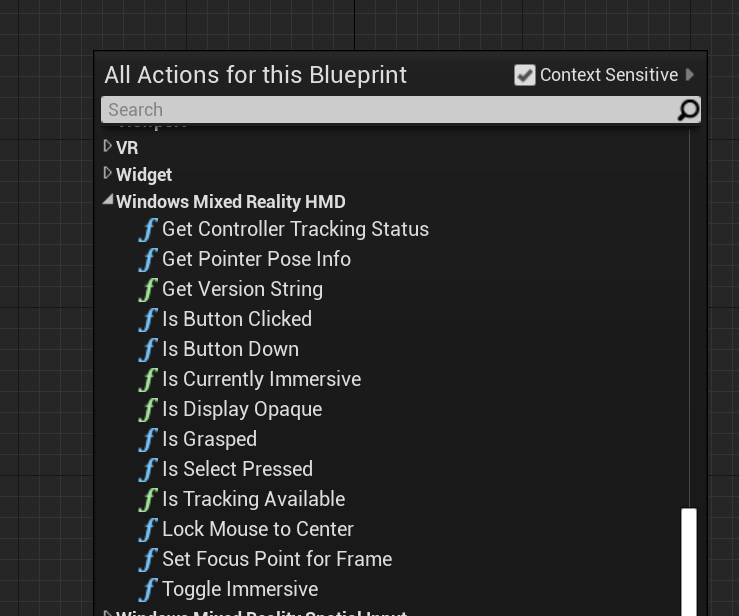 All Actions for this Blueprint
Context Sensitive
Search
VR
Widget
Windows Mixed Reality HMD
Get Controller Tracking Status
Get Pointer Pose Info
Get Version String
Is Button Clicked
Is Button Down
Is Currently Immersive
Is Display Opaque
Is Grasped
Is Select Pressed
Is Tracking Available
Lock Mouse to Center
Set Focus Point for Frame
Toggle Immersive
Windows Mixed Reality Spatial Input